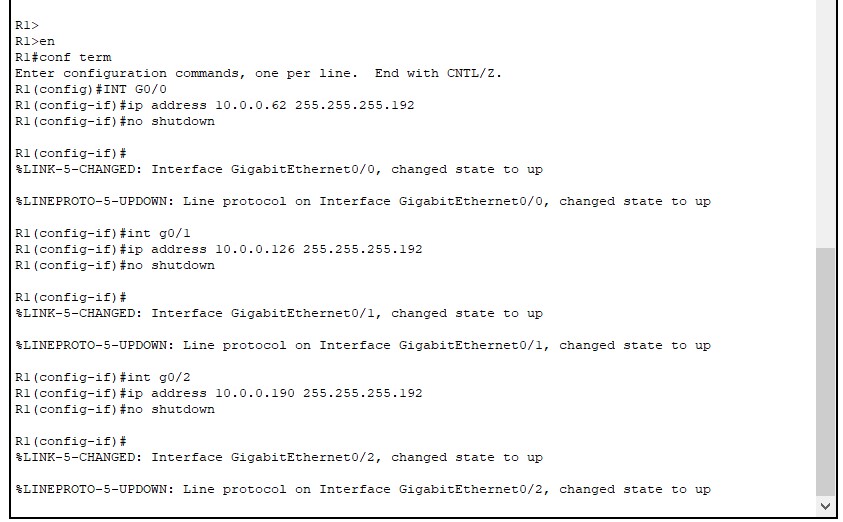 R1>
R1>en
R1#conf term
Enter configuration commands, one per line.  End with CNTL/Z.
R1(config)#INT G0/0
R1(config-if)#ip address 10.0.0.62 255.255.255.192
R1(config-if)#no shutdown
R1(config-if)#
%LINK-5-CHANGED: Interface GigabitEthernet0/0, changed state to up
%LINEPROTO-5-UPDOWN: Line protocol on Interface GigabitEthernet0/0, changed state to up
R1(config-if)#int g0/1
R1(config-if)#ip address 10.0.0.126 255.255.255.192
R1(config-if)#no shutdown
R1(config-if)#
%LINK-5-CHANGED: Interface GigabitEthernet0/1, changed state to up
%LINEPROTO-5-UPDOWN: Line protocol on Interface GigabitEthernet0/1, changed state to up
R1(config-if)#int g0/2
R1(config-if)#ip address 10.0.0.190 255.255.255.192
R1(config-if)#no shutdown
R1(config-if)#
%LINK-5-CHANGED: Interface GigabitEthernet0/2, changed state to up
%LINEPROTO-5-UPDOWN: Line protocol on Interface GigabitEthernet0/2, changed state to up